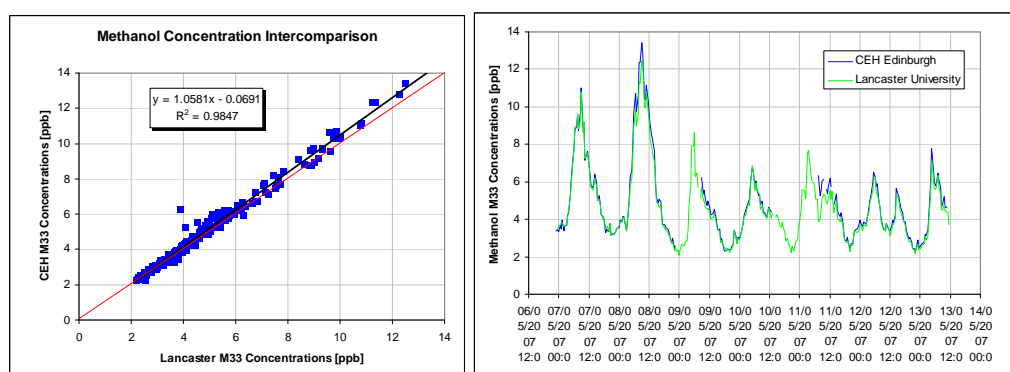 Methanol Concentration Intercomparison
CEH M33 Concentrations [ppb]
14
12
10
8
6
4
2
0
y = 1.0581x - 0.0691
R² = 0.9847
0 2 4 6 8 10 12 14
Lancaster M33 Concentrations [ppb]
Methanol M33 Concentrations [ppb]
14
12
10
8
6
4
2
0
CEH Edinburgh
Lancaster University
06/0 07/0 07/0 08/0 08/0 09/0 09/0 10/0 10/0 11/0 11/0 12/0 12/0 13/0 13/0 14/0
5/20 5/20 5/20 5/20 5/20 5/20 5/20 5/20 5/20 5/20 5/20 5/20 5/20 5/20 5/20 5/20
07 07 07 07 07 07 07 07 07 07 07 07 07 07 07 07
12:0 00:0 12:0 00:0 12:0 00:0 12:0 00:0 12:0 00:0 12:0 00:0 12:0 00:0 12:0 00:0